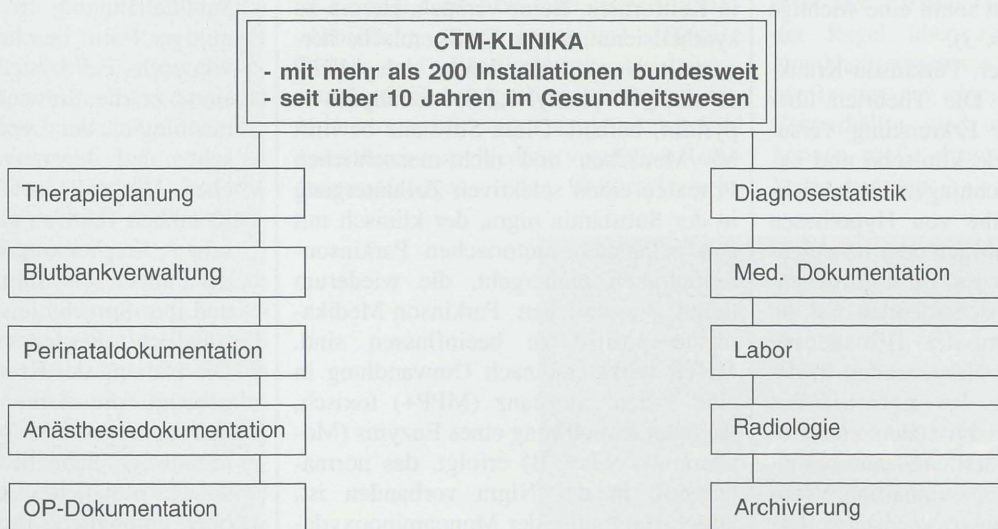 CTM-KLINIKA
- mit mehr als 200 Installationen bundesweit
- seit über 10 Jahren im Gesundheitswesen
Therapieplanung
Blutbankverwaltung
Perinataldokumentation
Anästhesiedokumentation
OP-Dokumentation
Diagnosestatistik
Med. Dokumentation
Labor
Radiologie
Archivierung